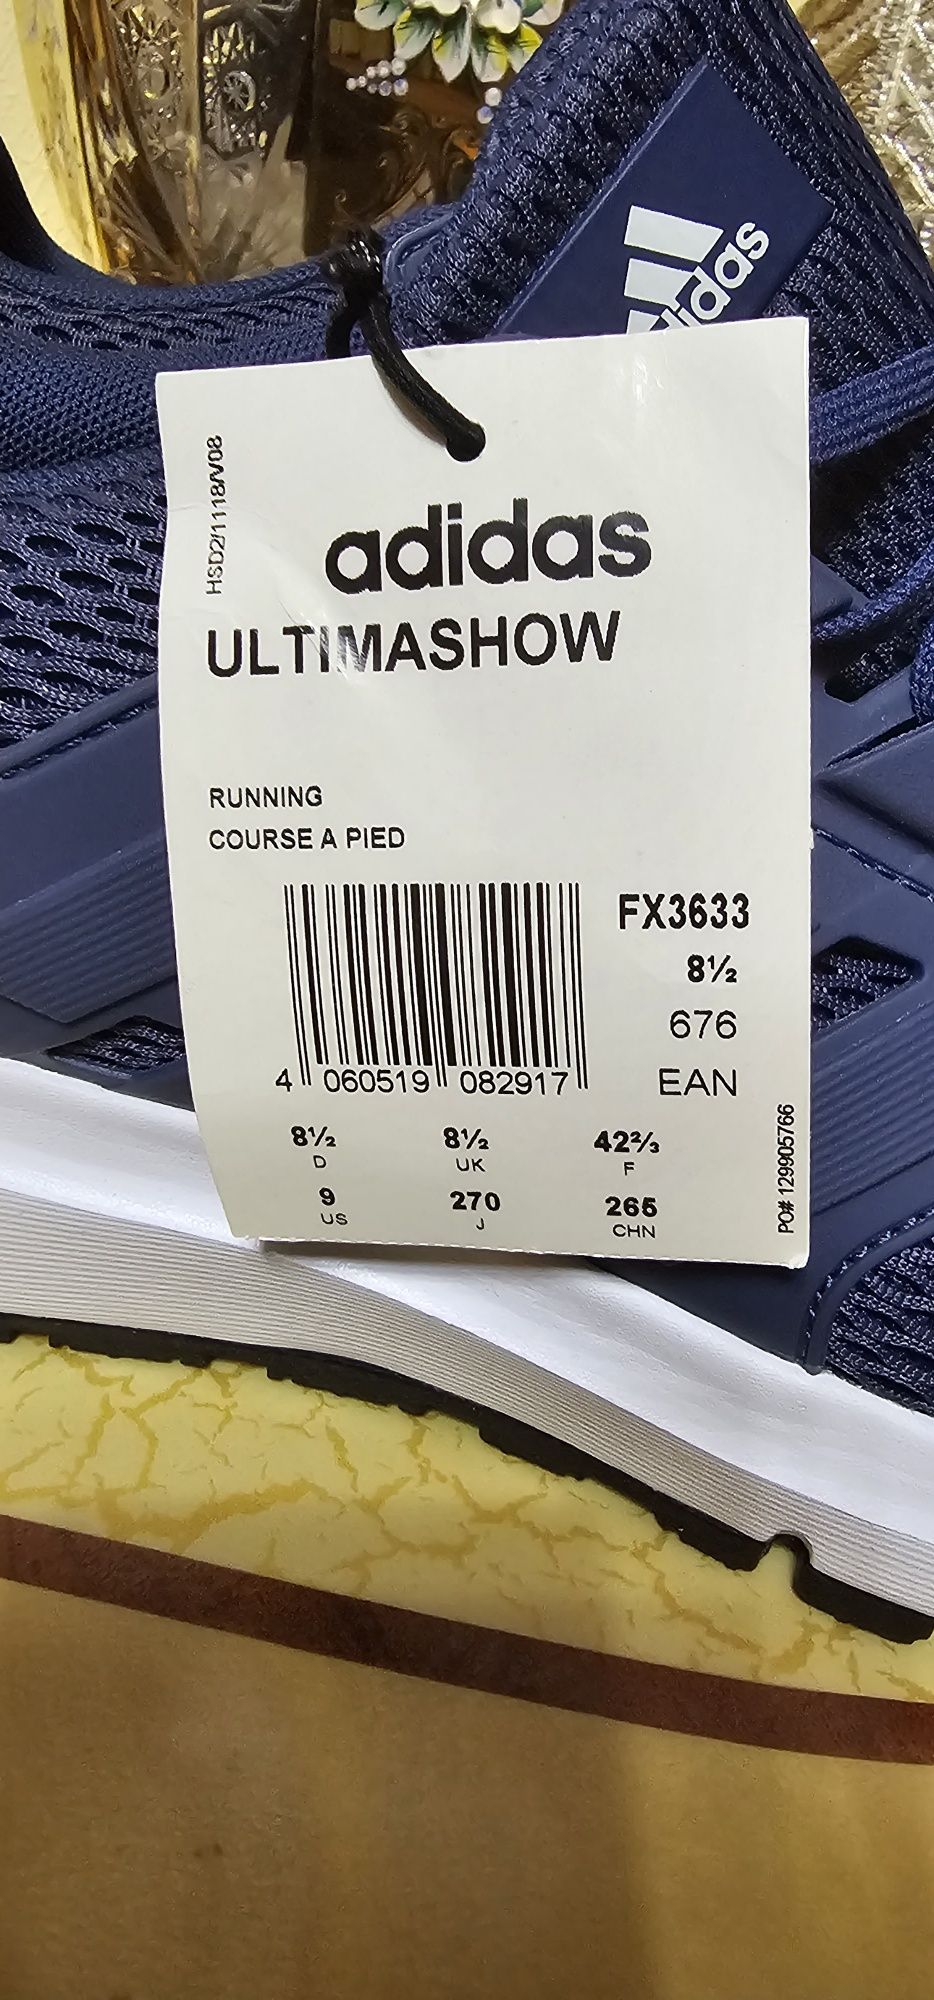 adidas
HSD2/1118/V08
adidas
ULTIMASHOW
RUNNING
COURSE A PIED
FX3633
8½
676
EAN
4 060519 082917
8½ 8½ 42⅔
D UK F
9 270 265
US J CHN
PO# 129905766